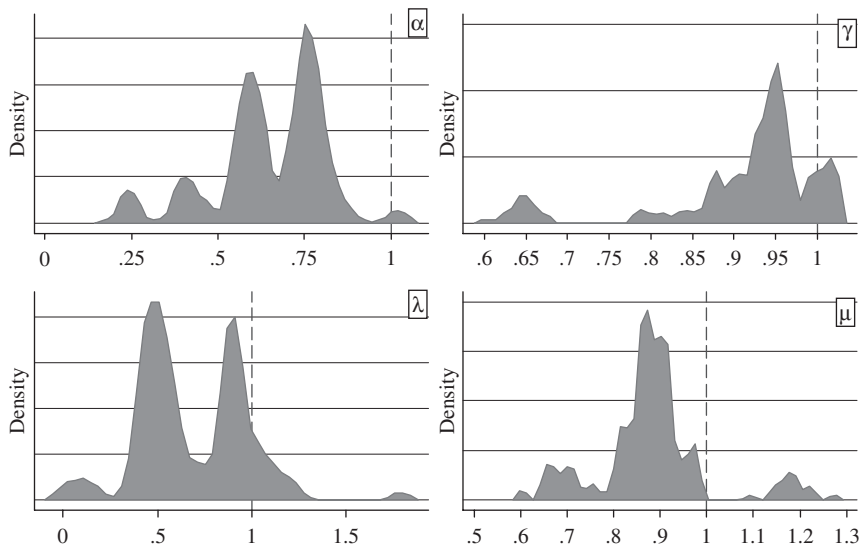 α
Density
0 .25 .5 .75 1
γ
.6 .65 .7 .75 .8 .85 .9 .95 1
λ
Density
0 .5 1 1.5
μ
Density
.5 .6 .7 .8 .9 1 1.1 1.2 1.3